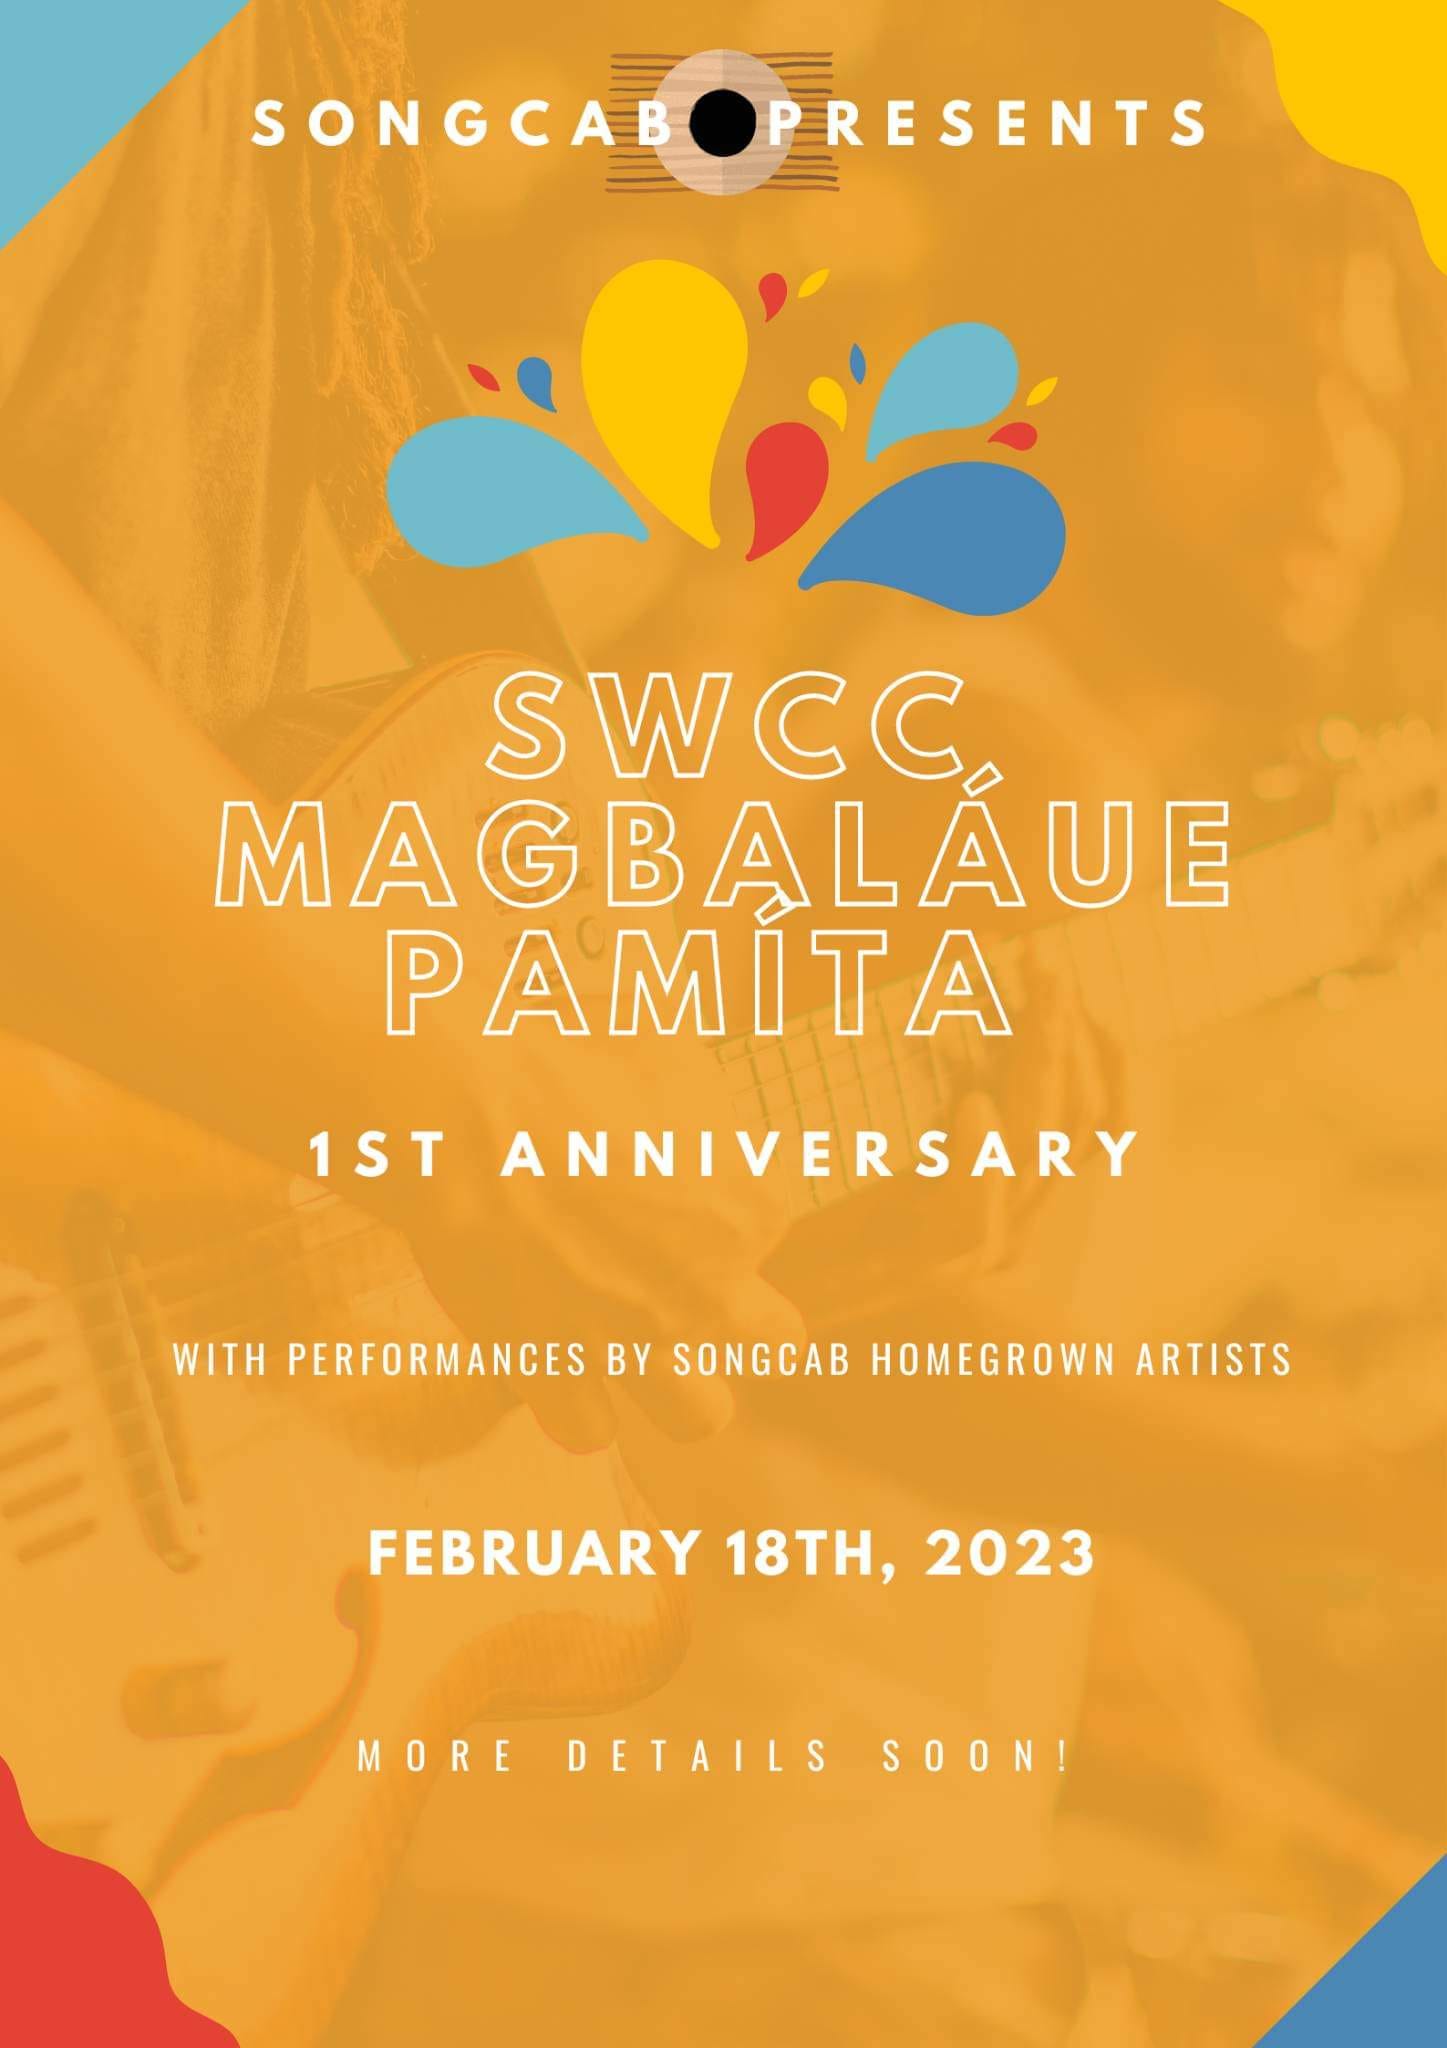 SONGCAB PRESENTS
SWCC,
MAGBALÁUE
PAMÍTA
1ST ANNIVERSARY
WITH PERFORMANCES BY SONGCAB HOMEGROWN ARTISTS
FEBRUARY 18TH, 2023
MORE DETAILS SOON!